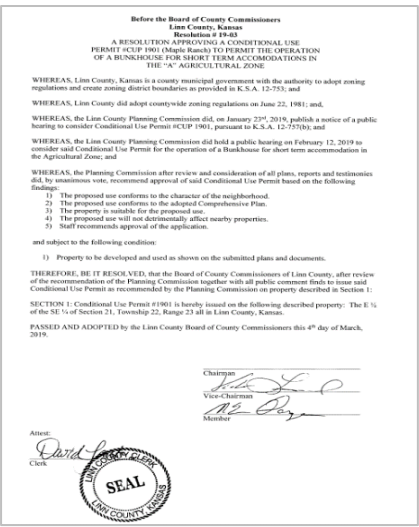 Before the Board of County Commissioners
Linn County, Kansas
Resolution # 19-03
A RESOLUTION APPROVING A CONDITIONAL USE
PERMIT #CUP 1901 (Maple Ranch) TO PERMIT THE OPERATION
OF A BUNKHOUSE FOR SHORT TERM ACCOMODATIONS IN
THE "A" AGRICULTURAL ZONE
WHEREAS, Linn County, Kansas is a county municipal government with the authority to adopt zoning
regulations and create zoning district boundaries as provided in K.S.A. 12-753; and
WHEREAS, Linn County did adopt countywide zoning regulations on June 22, 1981; and,
WHEREAS, the Linn County Planning Commission did, on January 23rd, 2019, publish a notice of a public
hearing to consider Conditional Use Permit #CUP 1901, pursuant to K.S.A. 12-757(b); and
WHEREAS, the Linn County Planning Commission did hold a public hearing on February 12, 2019 to
consider said Conditional Use Permit for the operation of a Bunkhouse for short term accommodation in
the Agricultural Zone; and
WHEREAS, the Planning Commission after review and consideration of all plans, reports and testimonies
did, by unanimous vote, recommend approval of said Conditional Use Permit based on the following
findings:
1) The proposed use conforms to the character of the neighborhood.
2) The proposed use conforms to the adopted Comprehensive Plan.
3) The property is suitable for the proposed use.
4) The proposed use will not detrimentally affect nearby properties.
5) Staff recommends approval of the application.
and subject to the following condition:
1) Property to be developed and used as shown on the submitted plans and documents.
THEREFORE, BE IT RESOLVED, that the Board of County Commissioners of Linn County, after review
of the recommendation of the Planning Commission together with all public comment finds to issue said
Conditional Use Permit as recommended by the Planning Commission on property described in Section 1:
SECTION 1: Conditional Use Permit #1901 is hereby issued on the following described property: The E ½
of the SE ¼ of Section 21, Township 22, Range 23 all in Linn County, Kansas.
PASSED AND ADOPTED by the Linn County Board of County Commissioners this 4th day of March,
2019.
Chairman
Vice-Chairman
Member
Attest:
David
Clerk
LINN COUNTY CLERK
SEAL
LINN COUNTY, KANSAS